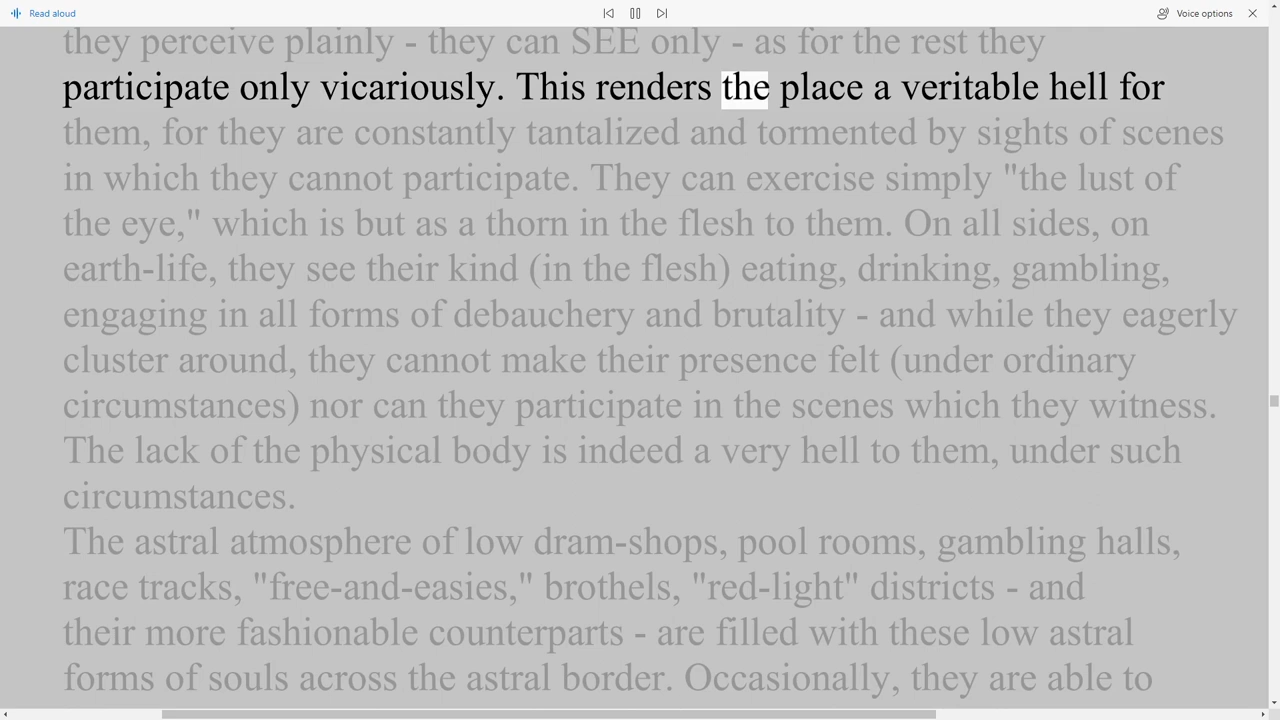 Read aloud
Voice options
they perceive plainly - they can SEE only - as for the rest they
participate only vicariously. This renders the place a veritable hell for
them, for they are constantly tantalized and tormented by sights of scenes
in which they cannot participate. They can exercise simply "the lust of
the eye," which is but as a thorn in the flesh to them. On all sides, on
earth-life, they see their kind (in the flesh) eating, drinking, gambling,
engaging in all forms of debauchery and brutality - and while they eagerly
cluster around, they cannot make their presence felt (under ordinary
circumstances) nor can they participate in the scenes which they witness.
The lack of the physical body is indeed a very hell to them, under such
circumstances.
The astral atmosphere of low dram-shops, pool rooms, gambling halls,
race tracks, "free-and-easies," brothels, "red-light" districts - and
their more fashionable counterparts - are filled with these low astral
forms of souls across the astral border. Occasionally, they are able to